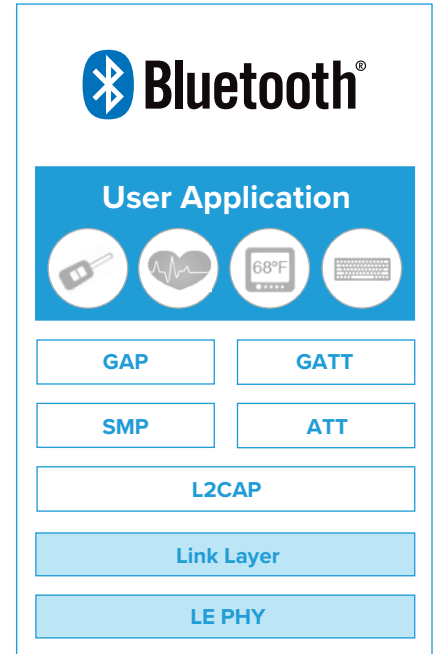 Bluetooth®
User Application
68°F
GAP
GATT
SMP
ATT
L2CAP
Link Layer
LE PHY